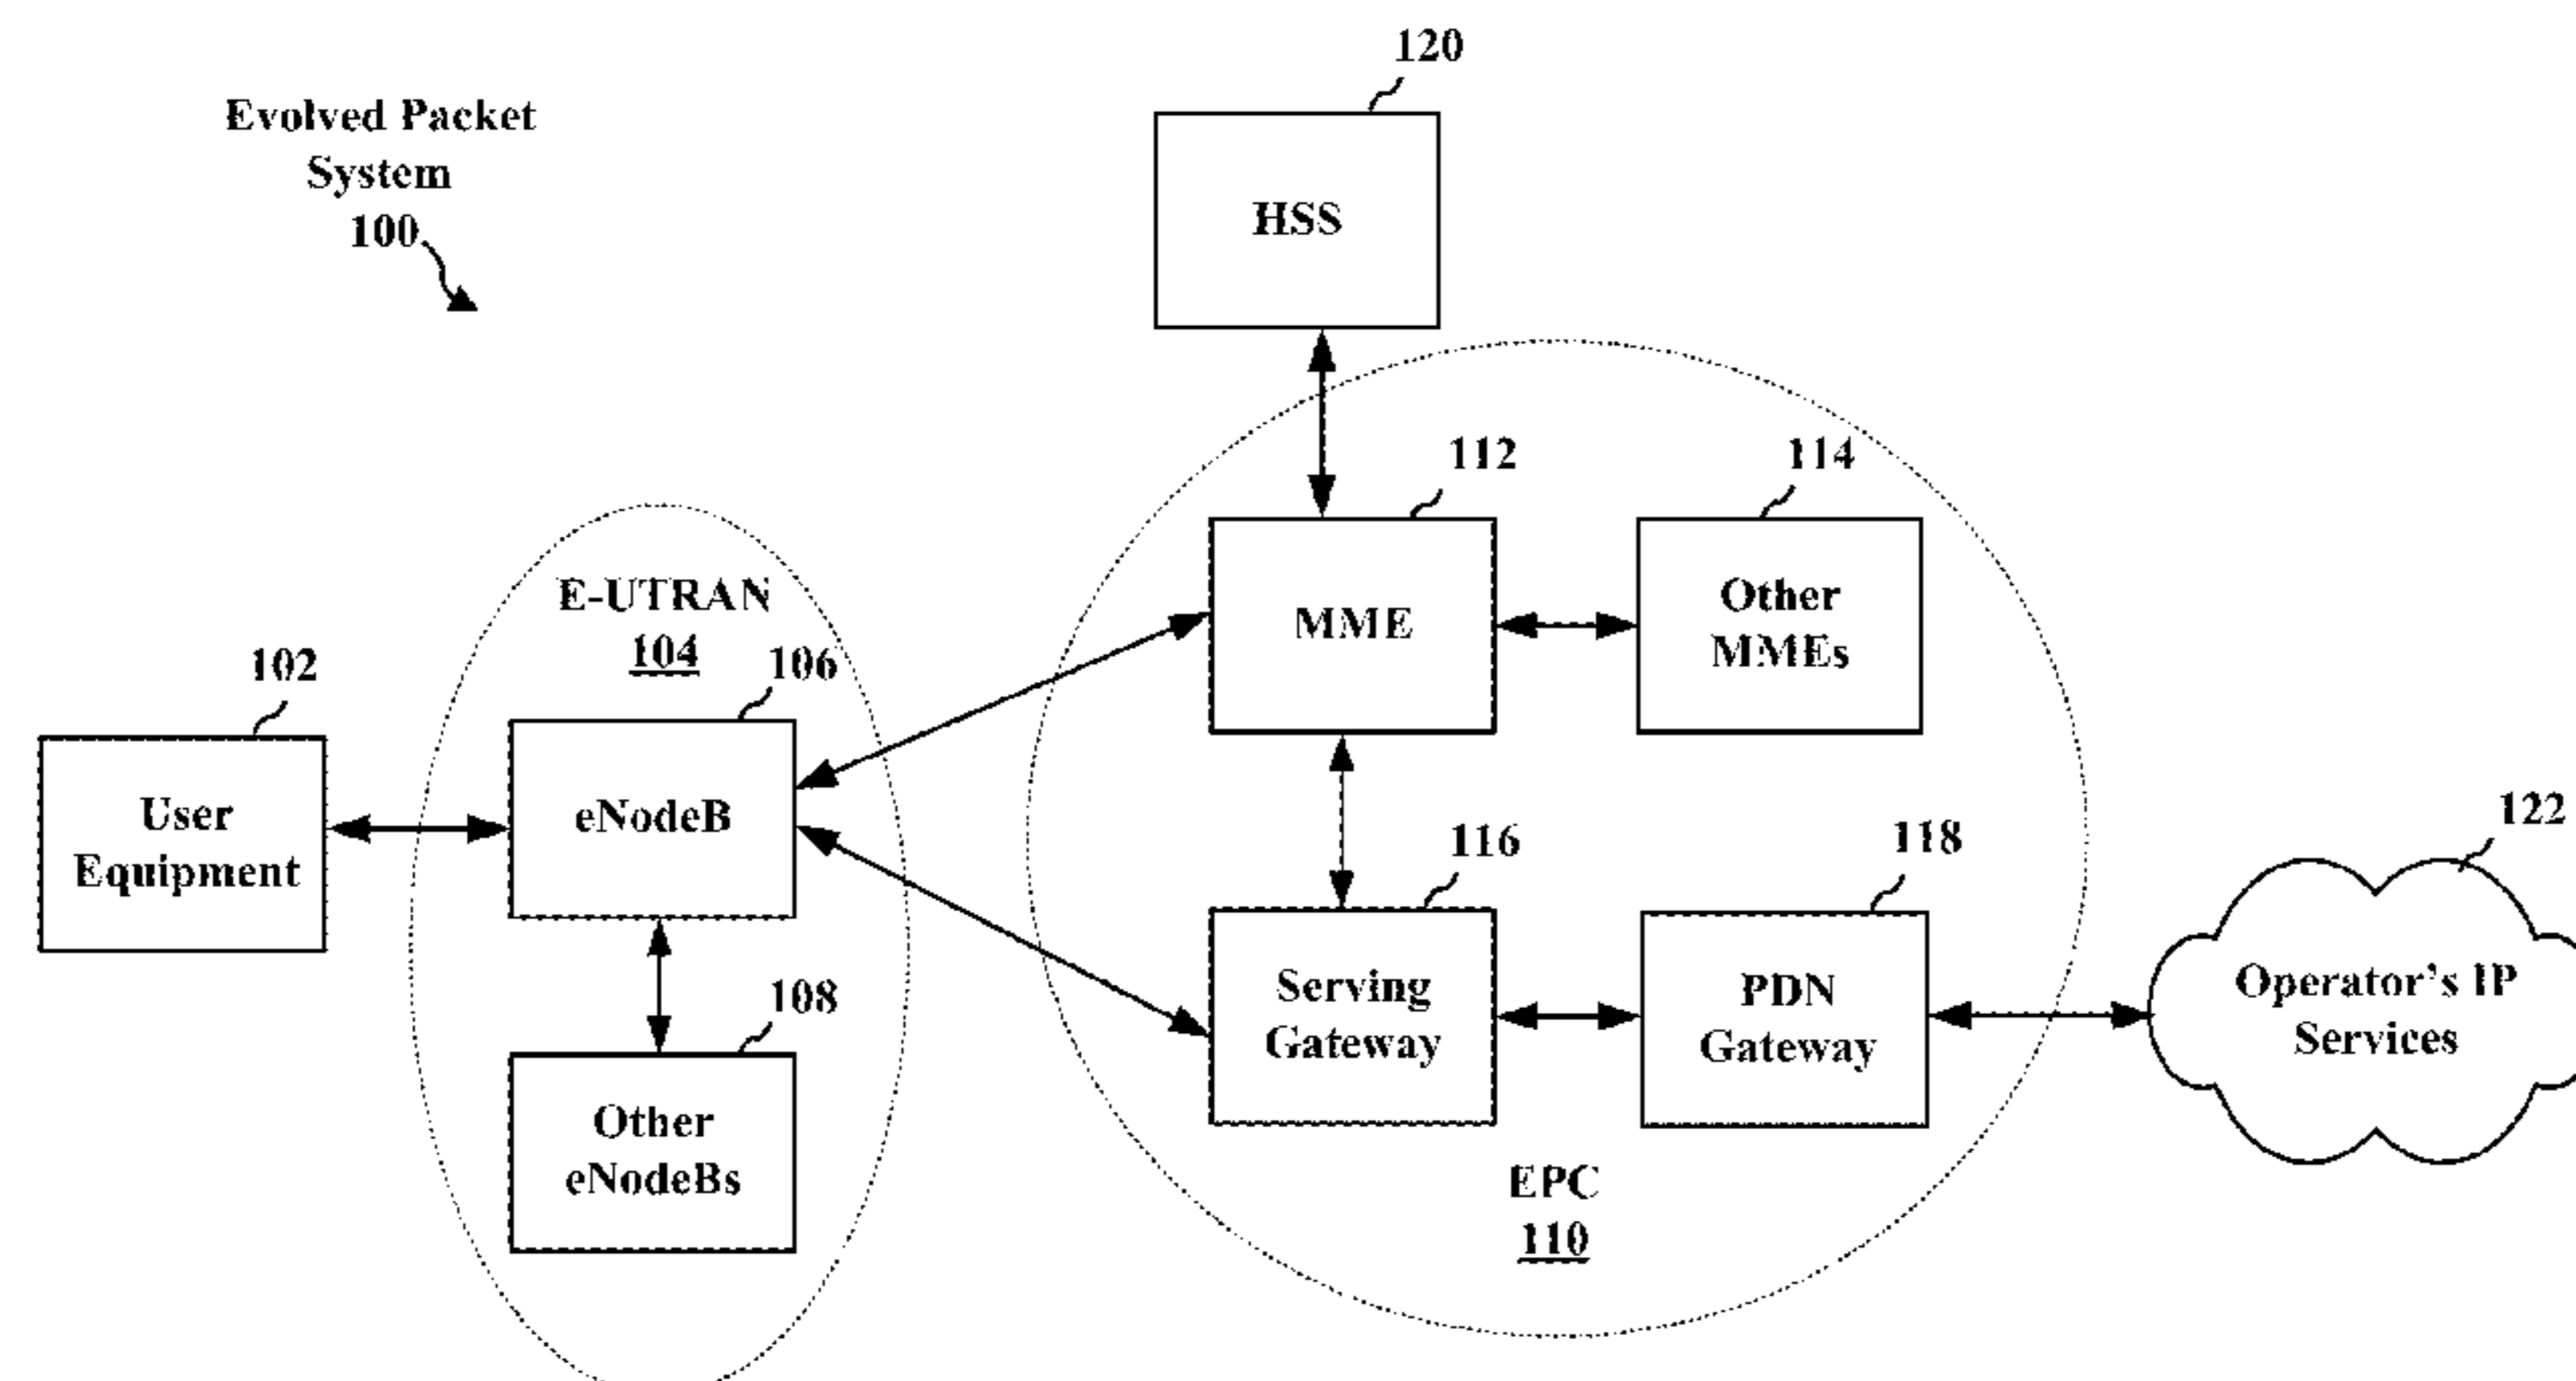 120
Evolved Packet
System
100
HSS
112
114
E-UTRAN
104
106
MME
Other
MMEs
102
User
Equipment
eNodeB
116
118
122
108
Serving
Gateway
PDN
Gateway
Operator's IP
Services
Other
eNodeBs
EPC
110